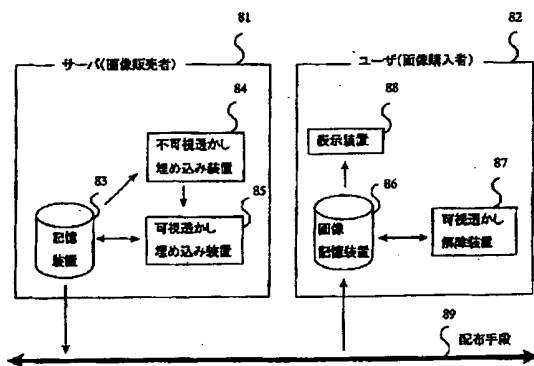 81
サーバ(画像販売者)
84
不可視透かし
埋め込み装置
83
記憶
装置
85
可視透かし
埋め込み装置
82
ユーザ(画像購入者)
88
表示装置
86
画像
記憶装置
87
可視透かし
解除装置
89
配布手段